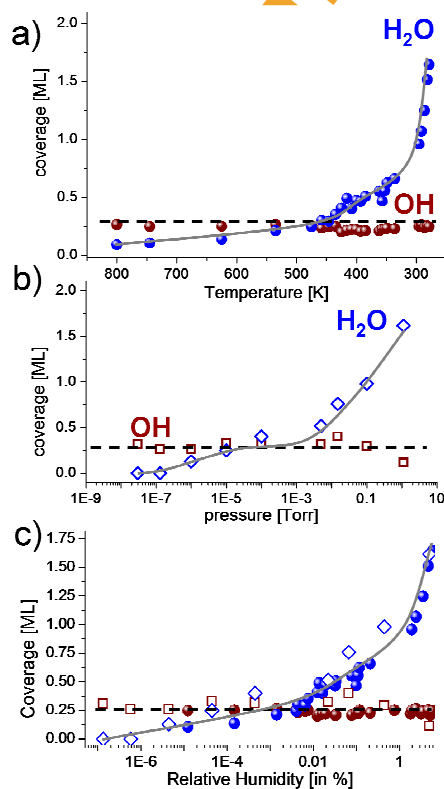 a)
H₂O
2.0
1.5
1.0
0.5
0.0
coverage [ML]
OH
800 700 600 500 400 300
Temperature [K]
b)
2.0
1.5
1.0
0.5
0.0
coverage [ML]
H₂O
OH
1E-9 1E-7 1E-5 1E-3 0.1 10
pressure [Torr]
c)
1.75
1.50
1.25
1.00
0.75
0.50
0.25
0.00
Coverage [ML]
1E-6 1E-4 0.01 1
Relative Humidity [in %]